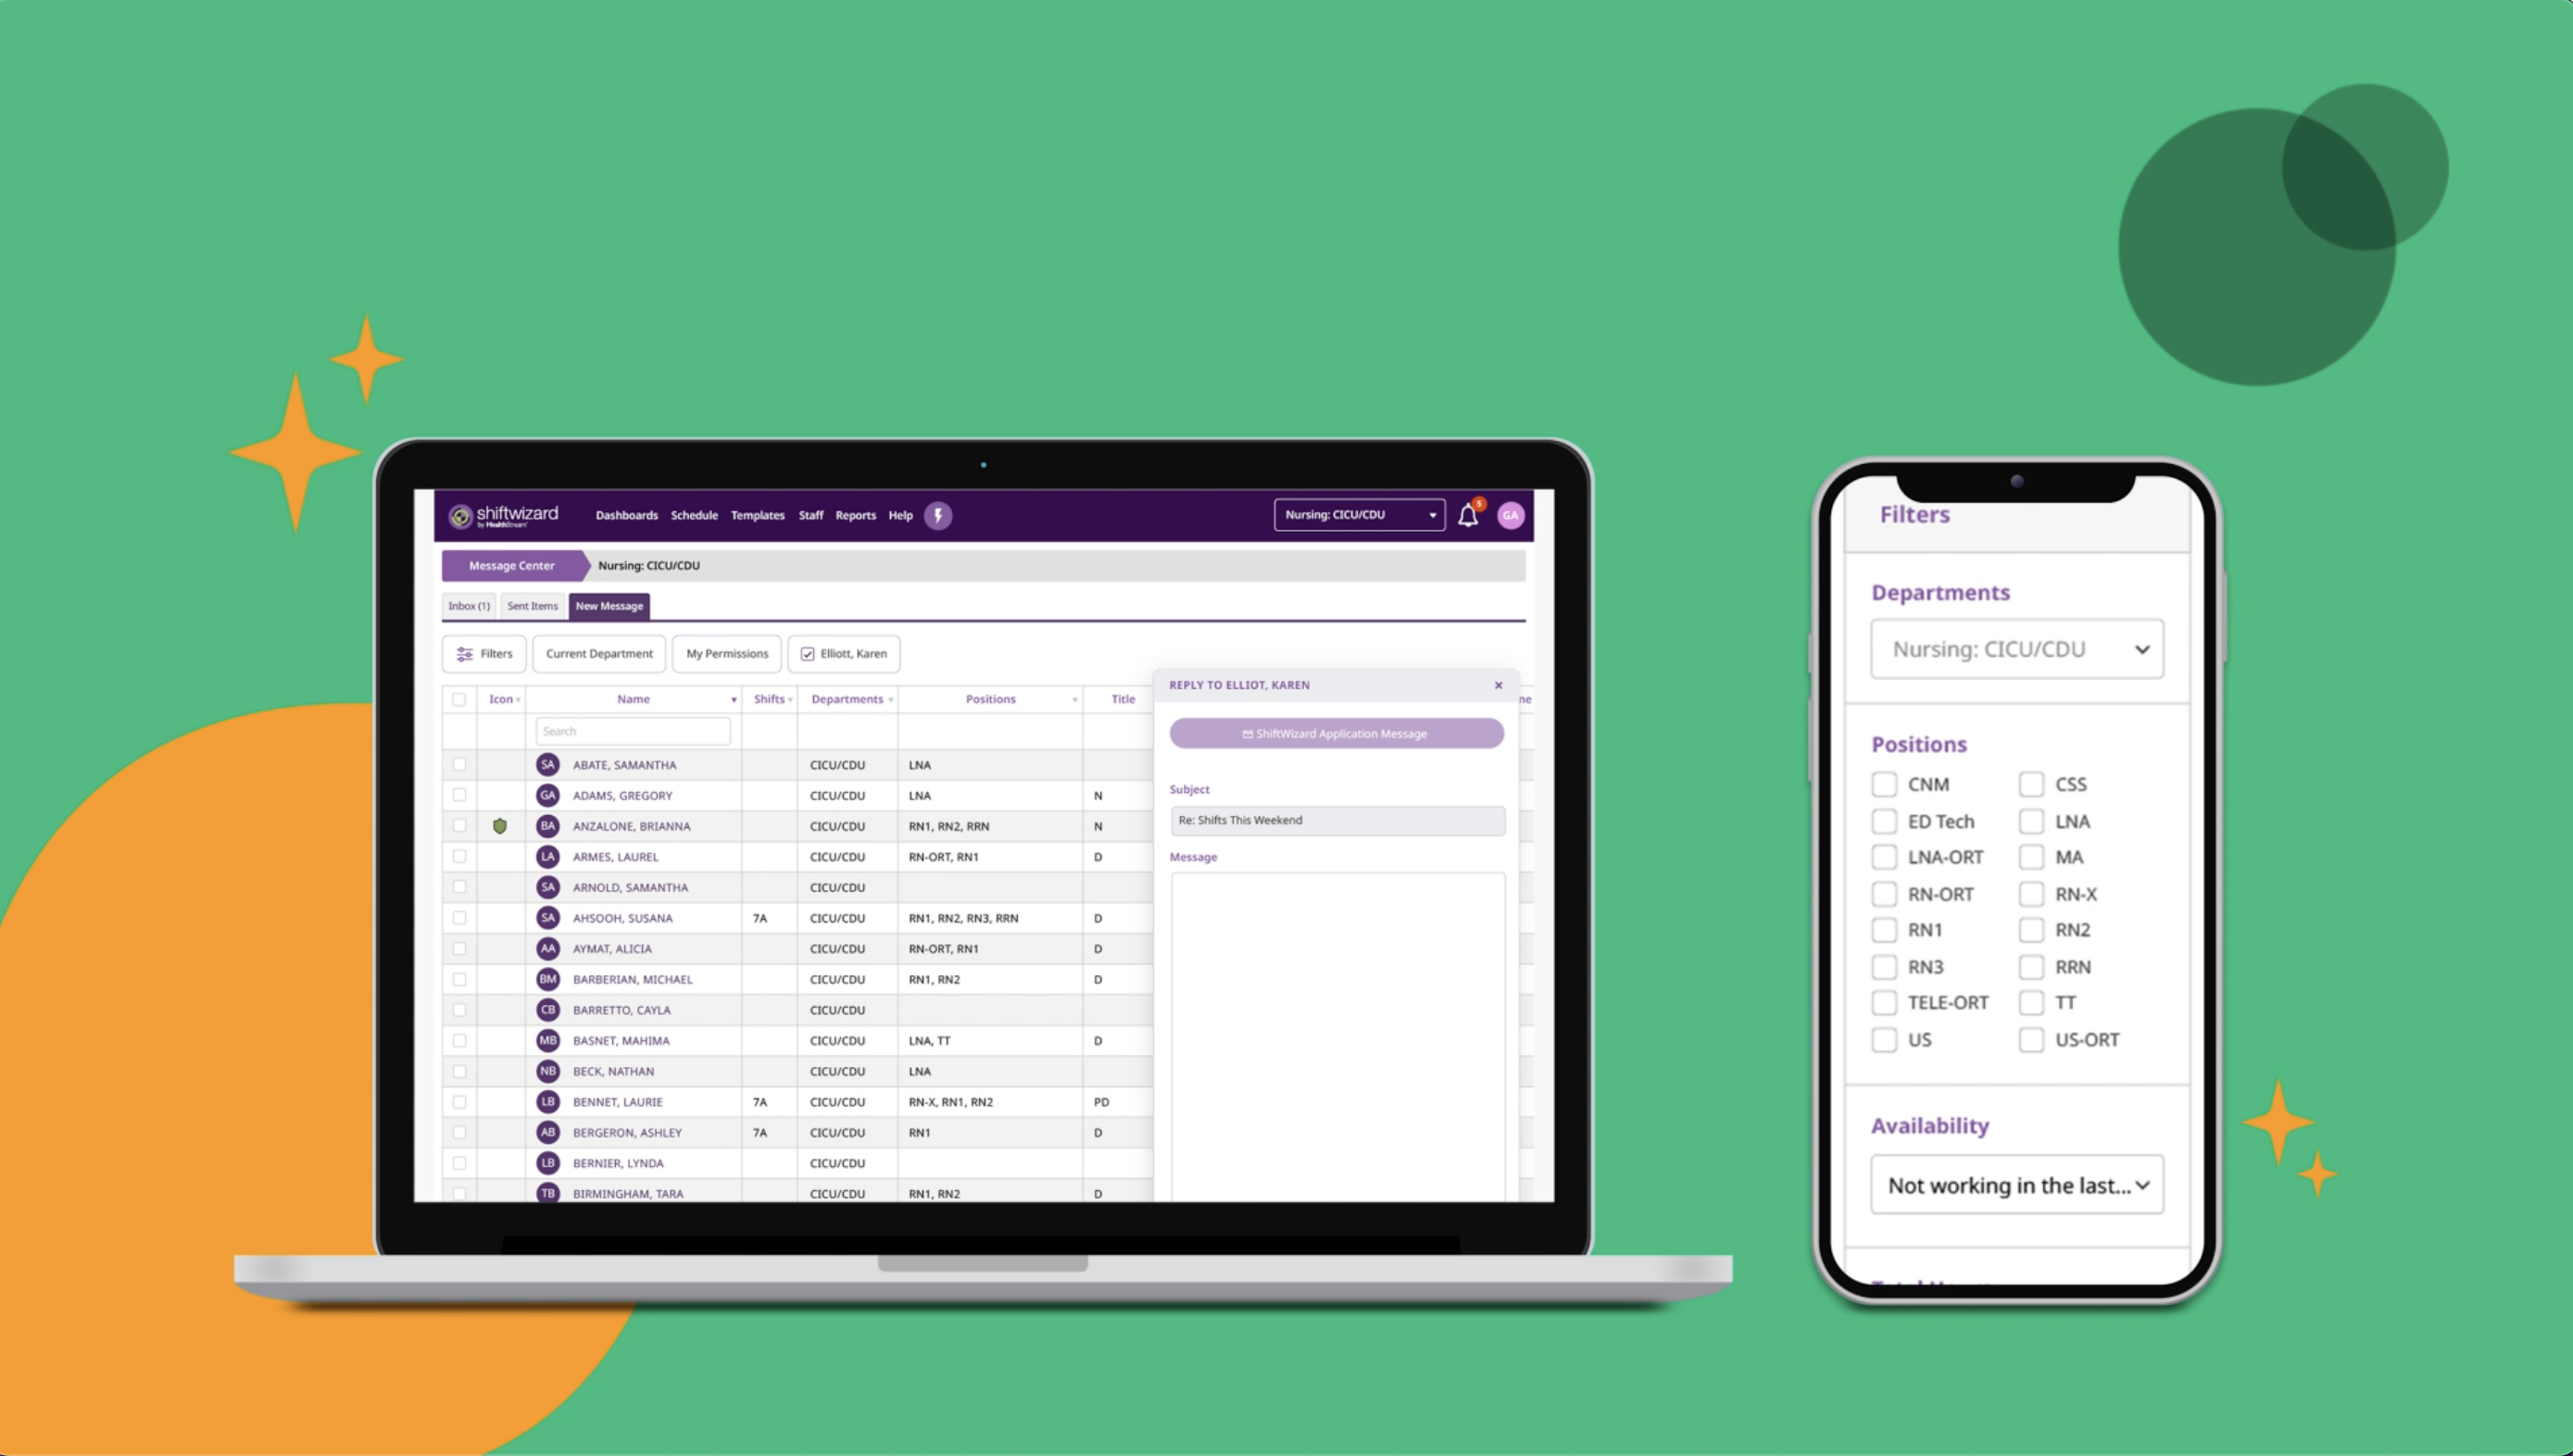 shiftwizard
by HealthStream
Dashboards Schedule Templates Staff Reports Help
Nursing: CICU/CDU
5
GA
Message Center
Nursing: CICU/CDU
Inbox (1) Sent Items New Message
Filters Current Department My Permissions Elliott, Karen
Icon Name Shifts Departments Positions Title
Search
SA ABATE, SAMANTHA CICU/CDU LNA
GA ADAMS, GREGORY CICU/CDU LNA N
BA ANZALONE, BRIANNA CICU/CDU RN1, RN2, RRN N
LA ARMES, LAUREL CICU/CDU RN-ORT, RN1 D
SA ARNOLD, SAMANTHA CICU/CDU
SA AHSOOH, SUSANA 7A CICU/CDU RN1, RN2, RN3, RRN D
AA AYMAT, ALICIA CICU/CDU RN-ORT, RN1 D
BM BARBERIAN, MICHAEL CICU/CDU RN1, RN2 D
CB BARRETTO, CAYLA CICU/CDU
MB BASNET, MAHIMA CICU/CDU LNA, TT D
NB BECK, NATHAN CICU/CDU LNA
LB BENNET, LAURIE 7A CICU/CDU RN-X, RN1, RN2 PD
AB BERGERON, ASHLEY 7A CICU/CDU RN1 D
LB BERNIER, LYNDA CICU/CDU
TB BIRMINGHAM, TARA CICU/CDU RN1, RN2 D
REPLY TO ELLIOT, KAREN
ShiftWizard Application Message
Subject
Re: Shifts This Weekend
Message
Filters
Departments
Nursing: CICU/CDU
Positions
CNM CSS
ED Tech LNA
LNA-ORT MA
RN-ORT RN-X
RN1 RN2
RN3 RRN
TELE-ORT TT
US US-ORT
Availability
Not working in the last...